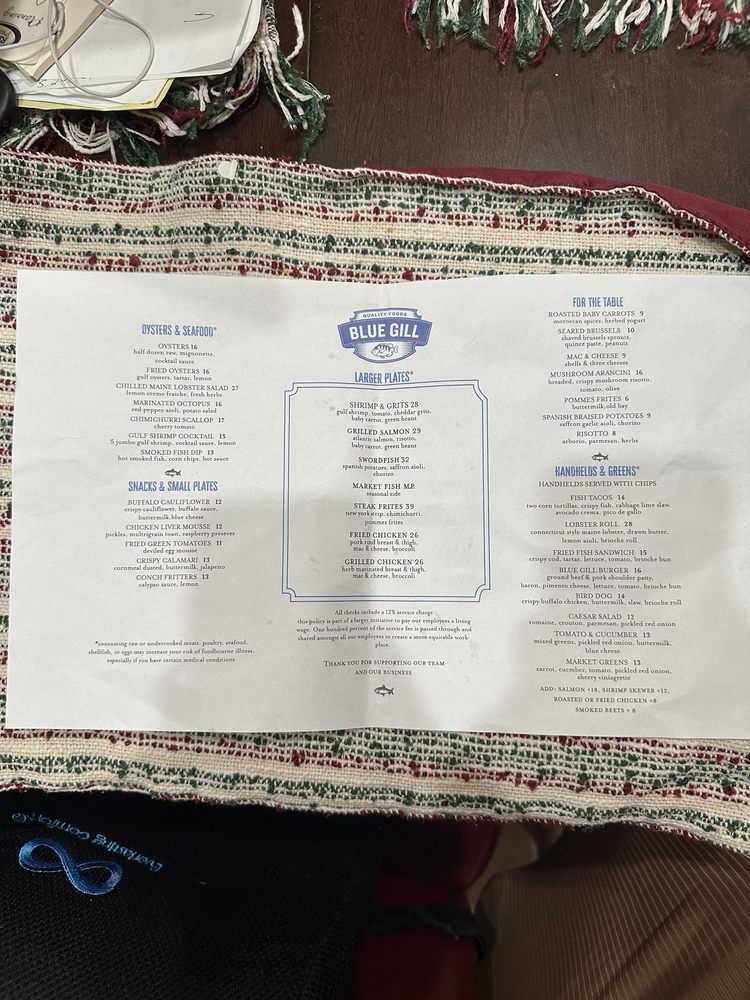 Planning
OYSTERS & SEAFOOD*
OYSTERS 16
half dozen raw, mignonette,
cocktail sauce
FRIED OYSTERS 16
gulf oysters, tartar, lemon
CHILLED MAINE LOBSTER SALAD 27
lemon creme fraiche, fresh herbs
MARINATED OCTOPUS 16
red pepper aioli, potato salad
CHIMICHURRI SCALLOP 17
cherry tomato
GULF SHRIMP COCKTAIL 15
5 jumbo gulf shrimp, cocktail sauce, lemon
SMOKED FISH DIP 13
hot smoked fish, corn chips, hot sauce
SNACKS & SMALL PLATES
BUFFALO CAULIFLOWER 12
crispy cauliflower, buffalo sauce,
buttermilk,blue cheese
CHICKEN LIVER MOUSSE 12
pickles, multigrain toast, raspberry preseves
FRIED GREEN TOMATOES 11
deviled egg mousse
CRISPY CALAMARI 13
cornmeal dusted, buttermilk, jalapeno
CONCH FRITTERS 13
calypso sauce, lemon
*consuming raw or undercooked meats, poultry, seafood,
shellfish, or eggs may increase your risk of foodbourne illness,
especially if you have certain medical conditions
QUALITY FOODS
BLUE GILL
LARGER PLATES*
SHRIMP & GRITS 28
gulf shrimp, tomato, cheddar grits,
baby carrot, green beans
GRILLED SALMON 29
atlantic salmon, risotto,
baby carrot, green beans
SWORDFISH 32
spanish potatoes, saffron aioli,
chorizo
MARKET FISH M.P.
seasonal side
STEAK FRITES 39
new york strip, chimichurri,
pommes frites
FRIED CHICKEN 26
pork rind breast & thigh,
mac & cheese, broccoli
GRILLED CHICKEN 26
herb marinated breast & thigh,
mac & cheese, broccoli
All checks include a 12% service charge
this policy is part of a larger initiative to pay our employees a living
wage. One hundred percent of the service fee is passed through and
shared amongst all our employees to create a more equitable work
place.
THANK YOU FOR SUPPORTING OUR TEAM
AND OUR BUSINESS
FOR THE TABLE
ROASTED BABY CARROTS 9
moroccan spices, herbed yogurt
SEARED BRUSSELS 10
shaved brussels sprouts,
quince paste, peanuts
MAC & CHEESE 9
shells & three cheeses
MUSHROOM ARANCINI 16
breaded, crispy mushroom risotto,
tomato, olive
POMMES FRITES 6
buttermilk,old bay
SPANISH BRAISED POTATOES 9
saffron garlic aioli, chorizo
RISOTTO 8
arborio, parmesan, herbs
HANDHELDS & GREENS*
HANDHELDS SERVED WITH CHIPS
FISH TACOS 14
two corn tortillas, crispy fish, cabbage lime slaw,
avocado crema, pico de gallo
LOBSTER ROLL 28
connecticut style maine lobster, drawn butter,
lemon aioli, brioche roll
FRIED FISH SANDWICH 15
crispy cod, tartar, lettuce, tomato, brioche bun
BLUE GILL BURGER 16
ground beef & pork shoulder patty,
bacon, pimento cheese, lettuce, tomato, brioche bun
BIRD DOG 14
crispy buffalo chicken, buttermilk, slaw, brioche roll
CAESAR SALAD 12
romaine, crouton, parmesan, pickled red onion
TOMATO & CUCUMBER 13
mixed greens, pickled red onion, buttermilk,
blue cheese
MARKET GREENS 13
carrot, cucmber, tomato, pickled red onion,
sherry viniagrette
ADD: SALMON +18, SHRIMP SKEWER +12,
ROASTED OR FRIED CHICKEN +8
SMOKED BEETS + 8
Everlasting Comfort®